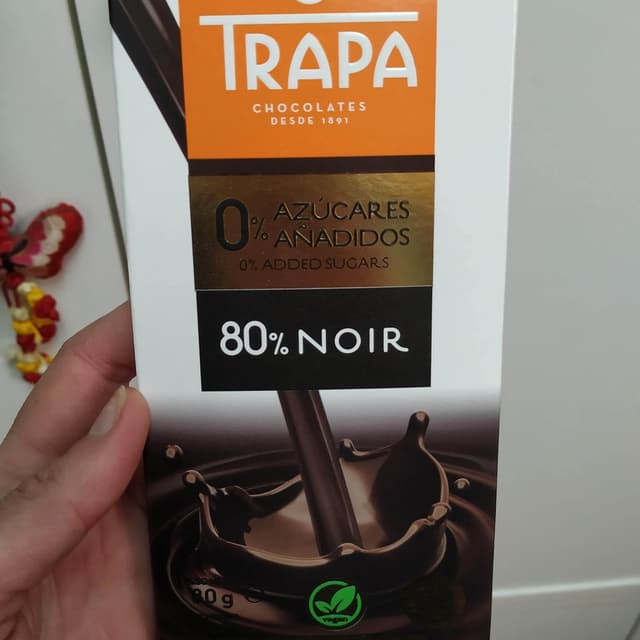 TRAPA
CHOCOLATES
DESDE 1891
0% AZÚCARES
AÑADIDOS
0% ADDED SUGARS
80% NOIR
80 g
vegan